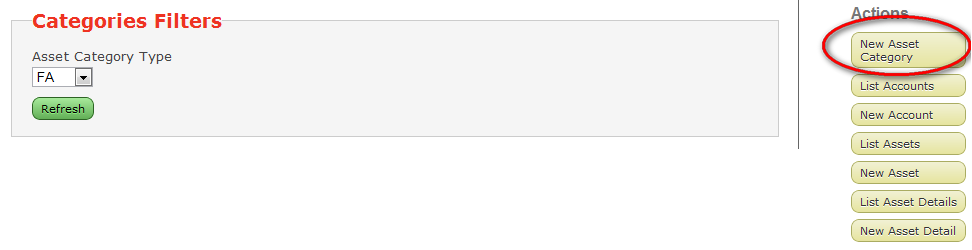 Categories Filters
Asset Category Type
FA
Refresh
Actions
New Asset
Category
List Accounts
New Account
List Assets
New Asset
List Asset Details
New Asset Detail